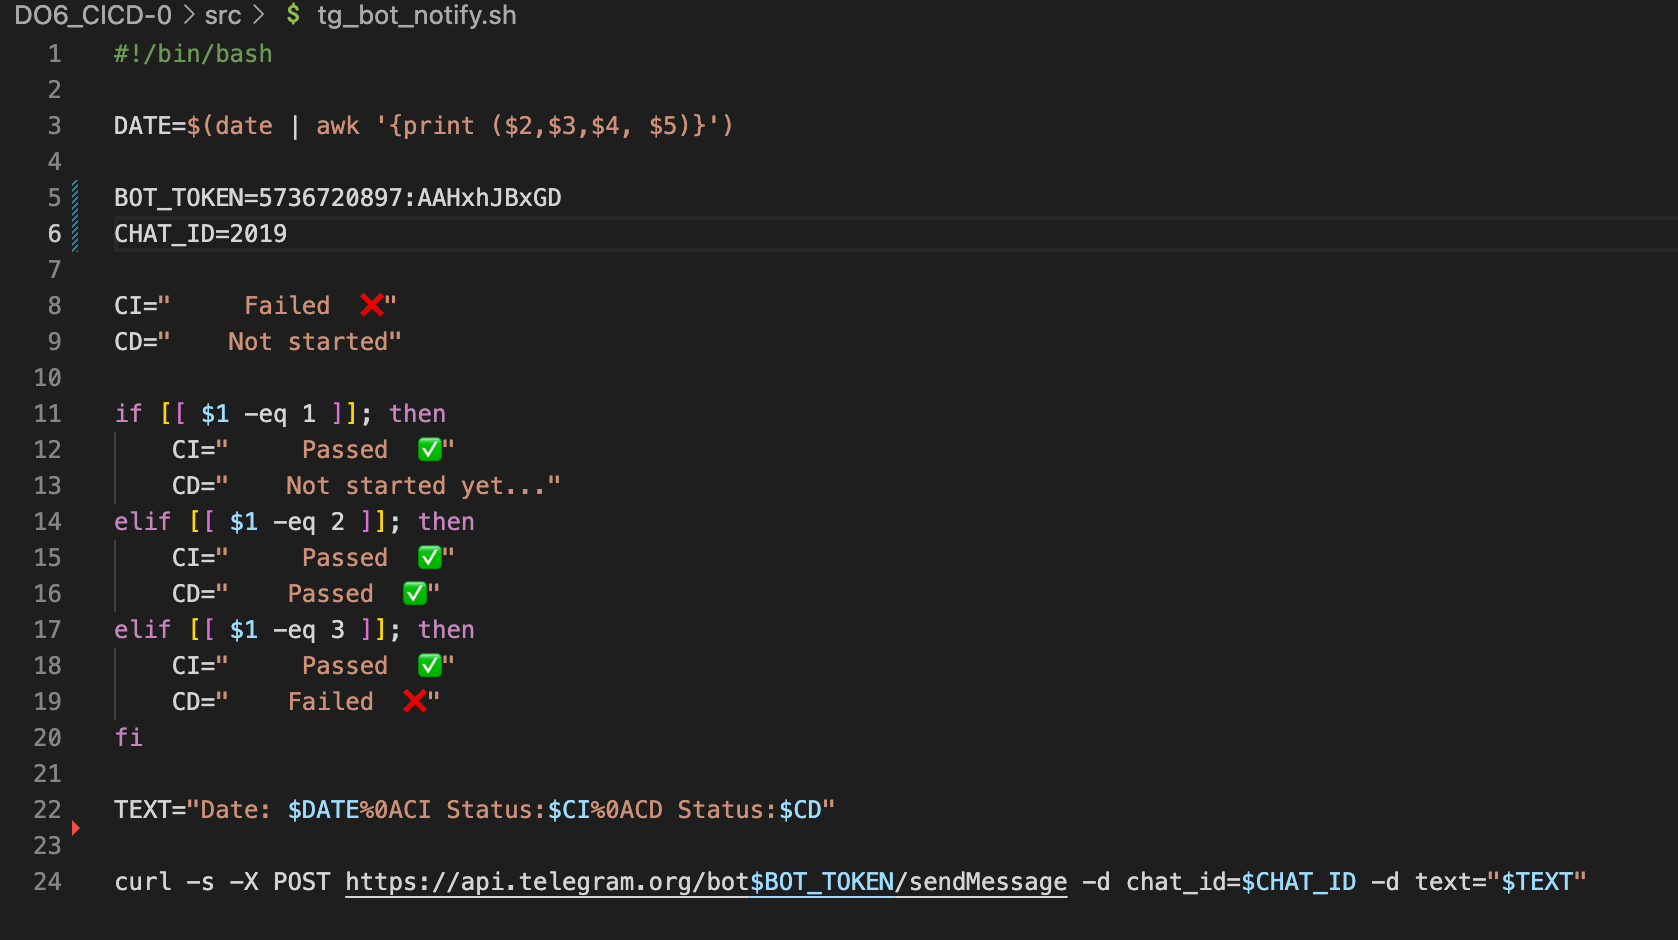 DO6_CICD-0 > src > $ tg_bot_notify.sh
1 #!/bin/bash
2
3 DATE=$(date | awk '{print ($2,$3,$4, $5)}')
4
5 BOT_TOKEN=5736720897:AAHxhJBxGD
6 CHAT_ID=2019
7
8 CI="     Failed  ❌"
9 CD="    Not started"
10
11 if [[ $1 -eq 1 ]]; then
12     CI="     Passed  ✅"
13     CD="    Not started yet..."
14 elif [[ $1 -eq 2 ]]; then
15     CI="     Passed  ✅"
16     CD="    Passed  ✅"
17 elif [[ $1 -eq 3 ]]; then
18     CI="     Passed  ✅"
19     CD="    Failed  ❌"
20 fi
21
22 TEXT="Date: $DATE%0ACI Status:$CI%0ACD Status:$CD"
23
24 curl -s -X POST https://api.telegram.org/bot$BOT_TOKEN/sendMessage -d chat_id=$CHAT_ID -d text="$TEXT"